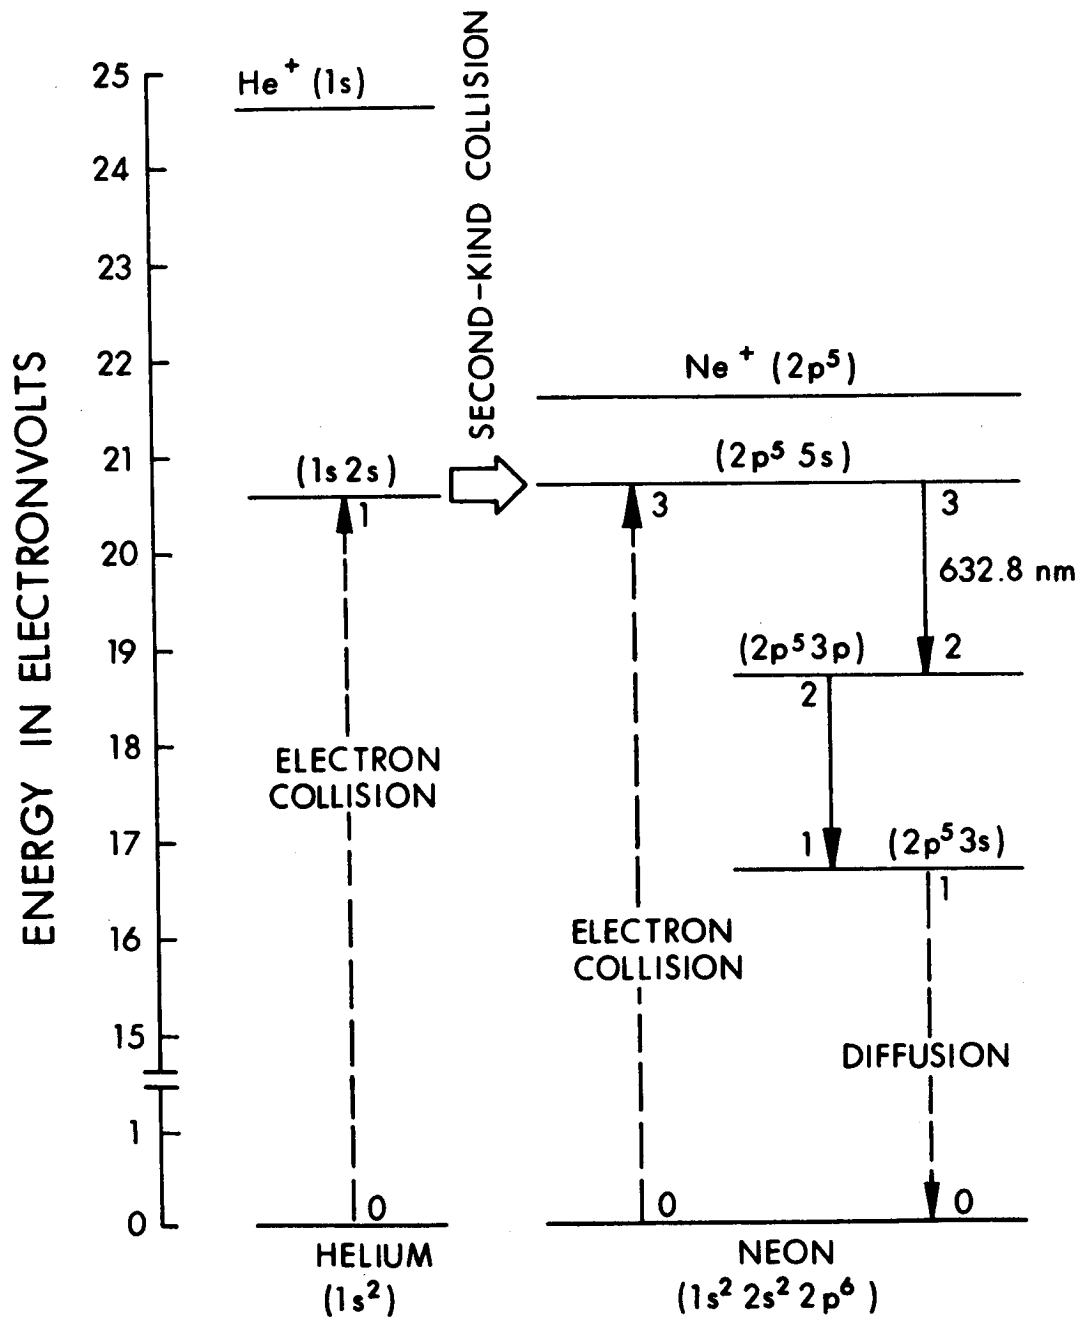 ENERGY IN ELECTRONVOLTS
25
24
23
22
21
20
19
18
17
16
15
1
0
He⁺ (1s)
(1s 2s)
1
ELECTRON
COLLISION
0
HELIUM
(1s²)
SECOND-KIND COLLISION
Ne⁺ (2p⁵)
(2p⁵ 5s)
3
3
632.8 nm
(2p⁵ 3p)
2
2
1
(2p⁵ 3s)
1
ELECTRON
COLLISION
DIFFUSION
0
0
NEON
(1s² 2s² 2p⁶)